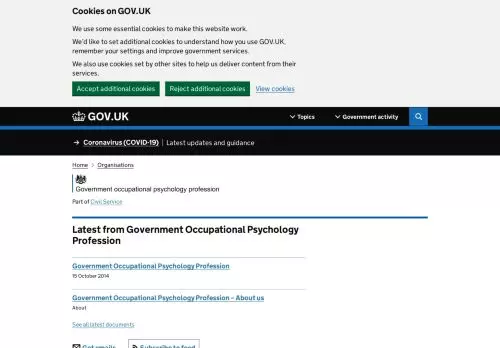 Cookies on GOV.UK
We use some essential cookies to make this website work.
We'd like to set additional cookies to understand how you use GOV.UK,
remember your settings and improve government services.
We also use cookies set by other sites to help us deliver content from their
services.
Accept additional cookies Reject additional cookies View cookies
GOV.UK Topics Government activity
→ Coronavirus (COVID-19) Latest updates and guidance
Home > Organisations
Government occupational psychology profession
Part of Civil Service
Latest from Government Occupational Psychology
Profession
Government Occupational Psychology Profession
15 October 2014
Government Occupational Psychology Profession – About us
About
See all latest documents
Get emails Subscribe to feed